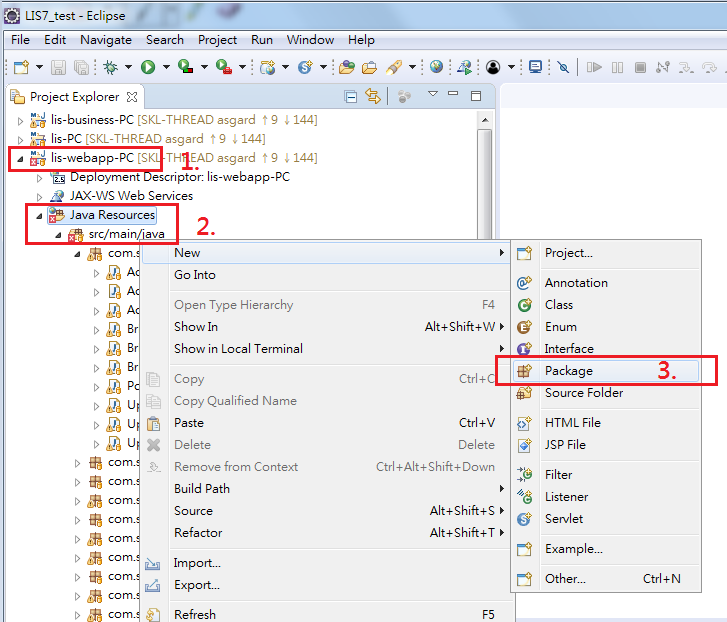 LIS7_test - Eclipse
File Edit Navigate Search Project Run Window Help
Project Explorer
lis-business-PC [SKL-THREAD asgard ↑9 ↓144]
lis-PC [SKL-THREAD asgard ↑9 ↓144]
lis-webapp-PC [SKL-THREAD asgard ↑9 ↓144]
1.
Deployment Descriptor: lis-webapp-PC
JAX-WS Web Services
Java Resources
2.
src/main/java
com.s
Ac
Ac
Ac
Br
Br
Br
Po
Up
Up
Up
com.s
com.s
com.s
com.s
com.s
com.s
com.s
com.s
com.s
New
Go Into
Open Type Hierarchy F4
Show In Alt+Shift+W
Show in Local Terminal
Copy Ctrl+C
Copy Qualified Name
Paste Ctrl+V
Delete Delete
Remove from Context Ctrl+Alt+Shift+Down
Build Path
Source Alt+Shift+S
Refactor Alt+Shift+T
Import...
Export...
Refresh F5
Project...
Annotation
Class
Enum
Interface
Package 3.
Source Folder
HTML File
JSP File
Filter
Listener
Servlet
Example...
Other... Ctrl+N